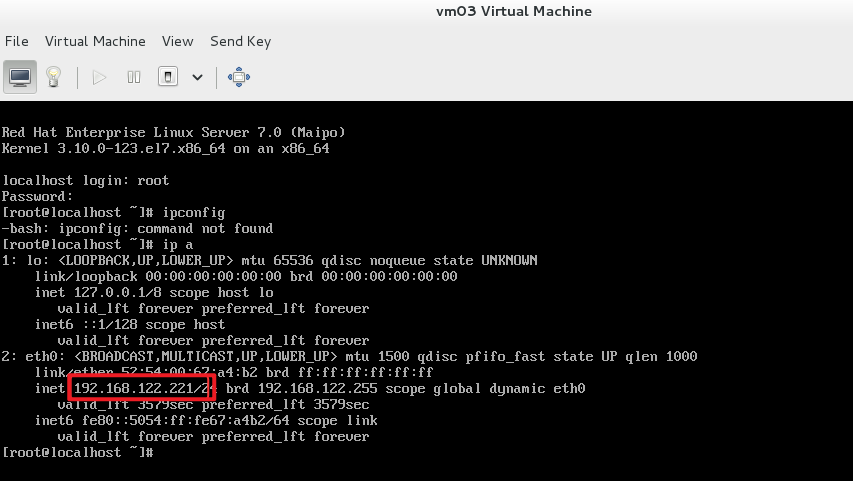 vm03 Virtual Machine
File Virtual Machine View Send Key
Red Hat Enterprise Linux Server 7.0 (Maipo)
Kernel 3.10.0-123.el7.x86_64 on an x86_64
localhost login: root
Password:
[root@localhost ~]# ipconfig
-bash: ipconfig: command not found
[root@localhost ~]# ip a
1: lo: <LOOPBACK,UP,LOWER_UP> mtu 65536 qdisc noqueue state UNKNOWN
link/loopback 00:00:00:00:00:00 brd 00:00:00:00:00:00
inet 127.0.0.1/8 scope host lo
valid_lft forever preferred_lft forever
inet6 ::1/128 scope host
valid_lft forever preferred_lft forever
2: eth0: <BROADCAST,MULTICAST,UP,LOWER_UP> mtu 1500 qdisc pfifo_fast state UP qlen 1000
link/ether 52:54:00:67:a4:b2 brd ff:ff:ff:ff:ff:ff
inet 192.168.122.221/24 brd 192.168.122.255 scope global dynamic eth0
valid_lft 3579sec preferred_lft 3579sec
inet6 fe80::5054:ff:fe67:a4b2/64 scope link
valid_lft forever preferred_lft forever
[root@localhost ~]#